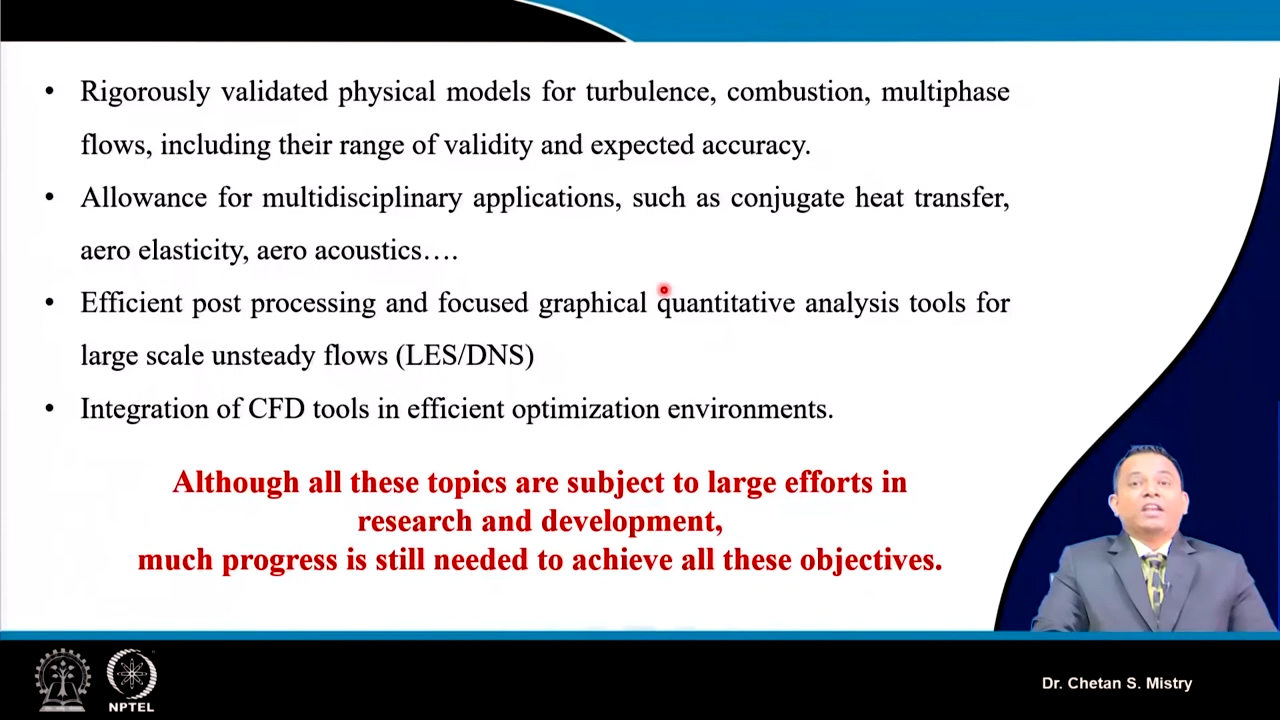 • Rigorously validated physical models for turbulence, combustion, multiphase
flows, including their range of validity and expected accuracy.
• Allowance for multidisciplinary applications, such as conjugate heat transfer,
aero elasticity, aero acoustics….
• Efficient post processing and focused graphical quantitative analysis tools for
large scale unsteady flows (LES/DNS)
• Integration of CFD tools in efficient optimization environments.
Although all these topics are subject to large efforts in
research and development,
much progress is still needed to achieve all these objectives.
NPTEL
Dr. Chetan S. Mistry